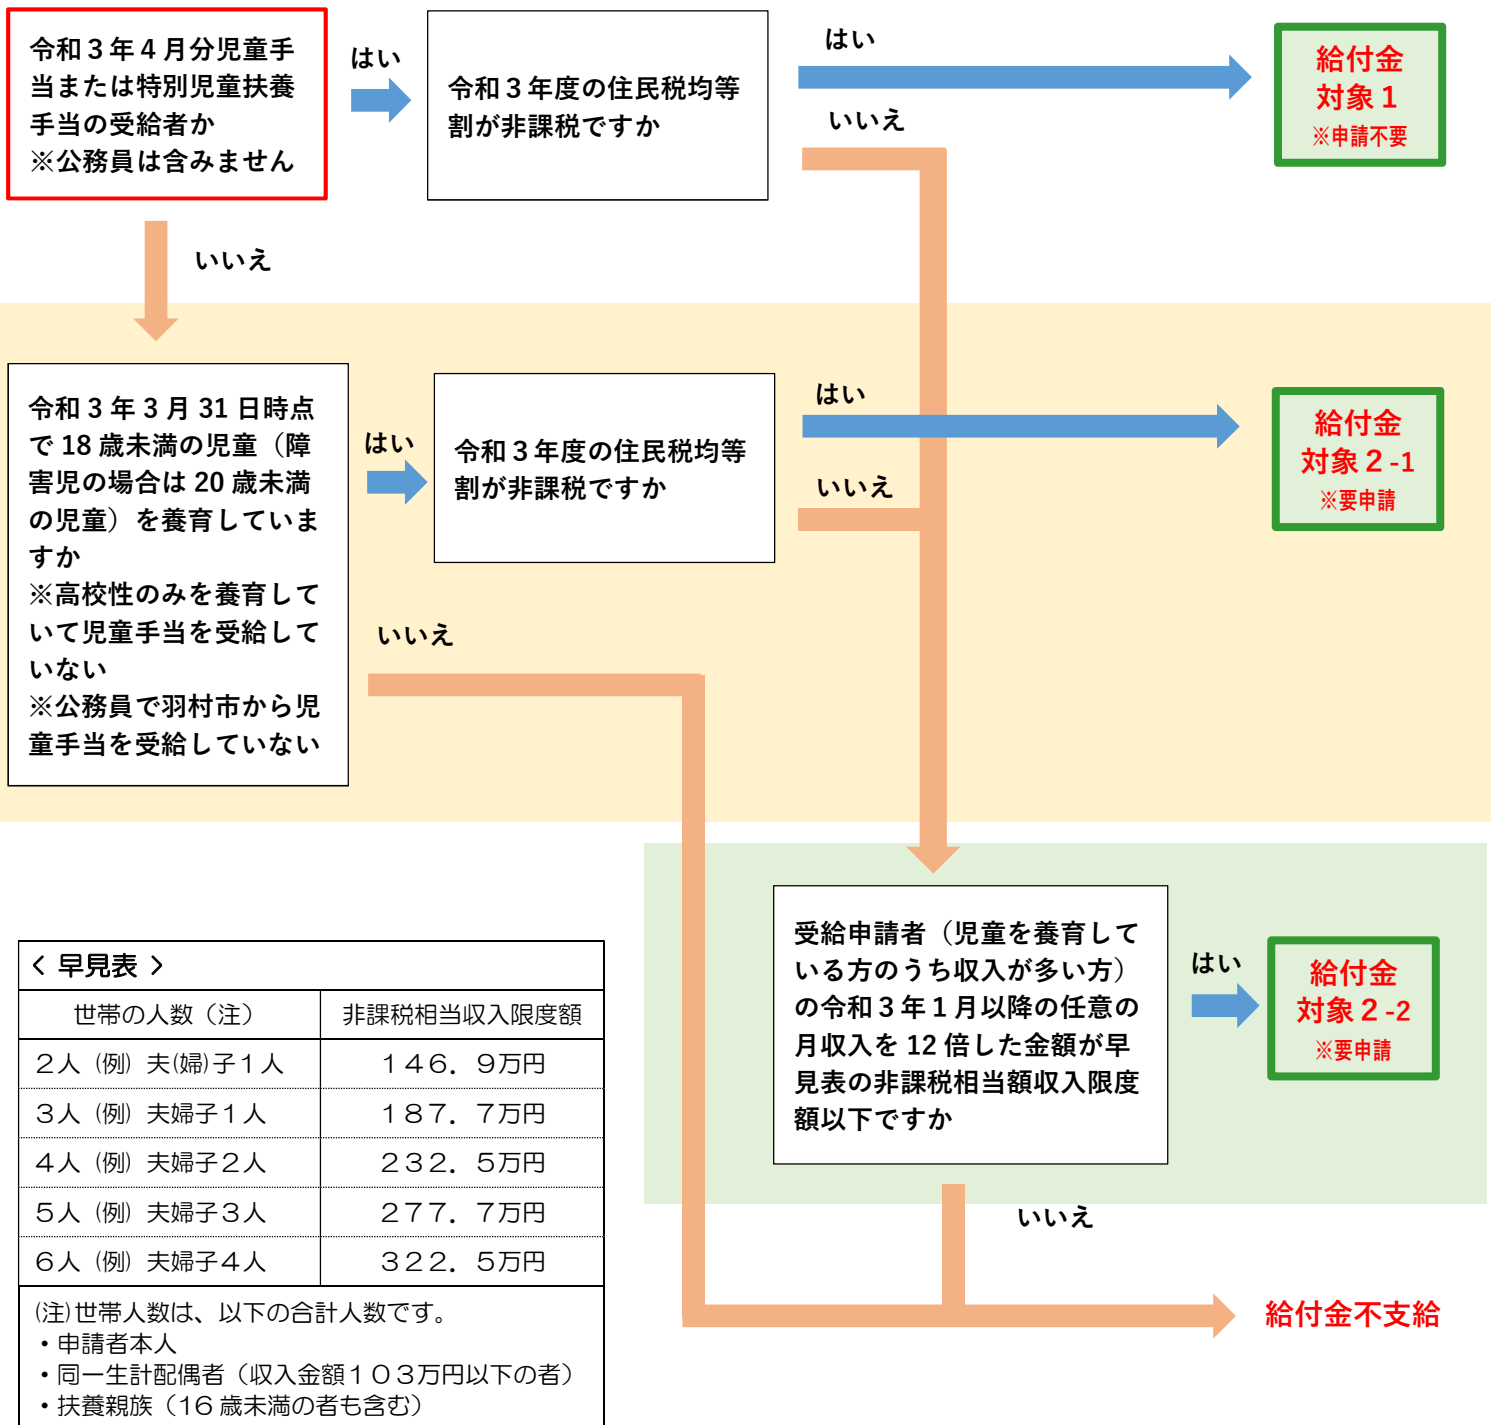 令和３年４月分児童手
当または特別児童扶養
手当の受給者か
※公務員は含みません
はい
令和３年度の住民税均等
割が非課税ですか
はい
いいえ
給付金
対象１
※申請不要
いいえ
令和 3 年 3 月 31 日時点
で 18 歳未満の児童（障
害児の場合は 20 歳未満
の児童）を養育していま
すか
※高校性のみを養育して
いて児童手当を受給して
いない
※公務員で羽村市から児
童手当を受給していない
はい
令和３年度の住民税均等
割が非課税ですか
はい
いいえ
給付金
対象２-1
※要申請
いいえ
受給申請者（児童を養育して
いる方のうち収入が多い方）
の令和３年１月以降の任意の
月収入を 12 倍した金額が早
見表の非課税相当額収入限度
額以下ですか
はい
給付金
対象２-2
※要申請
いいえ
給付金不支給
＜ 早見表 ＞
世帯の人数（注） 非課税相当収入限度額
２人（例）夫(婦)子１人 １４６．９万円
３人（例）夫婦子１人 １８７．７万円
４人（例）夫婦子２人 ２３２．５万円
５人（例）夫婦子３人 ２７７．７万円
６人（例）夫婦子４人 ３２２．５万円
(注)世帯人数は、以下の合計人数です。
・申請者本人
・同一生計配偶者（収入金額１０３万円以下の者）
・扶養親族（16 歳未満の者も含む）